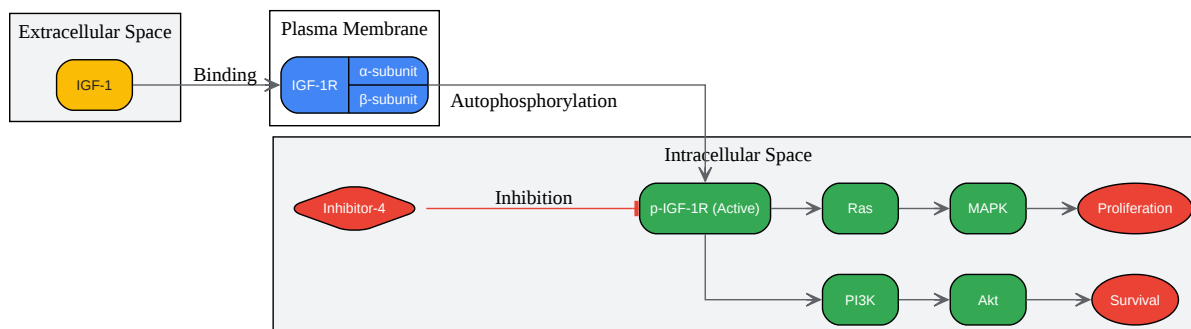 Extracellular Space
IGF-1
Binding
Plasma Membrane
IGF-1R
α-subunit
β-subunit
Autophosphorylation
Intracellular Space
Inhibitor-4
Inhibition
p-IGF-1R (Active)
Ras
MAPK
Proliferation
PI3K
Akt
Survival